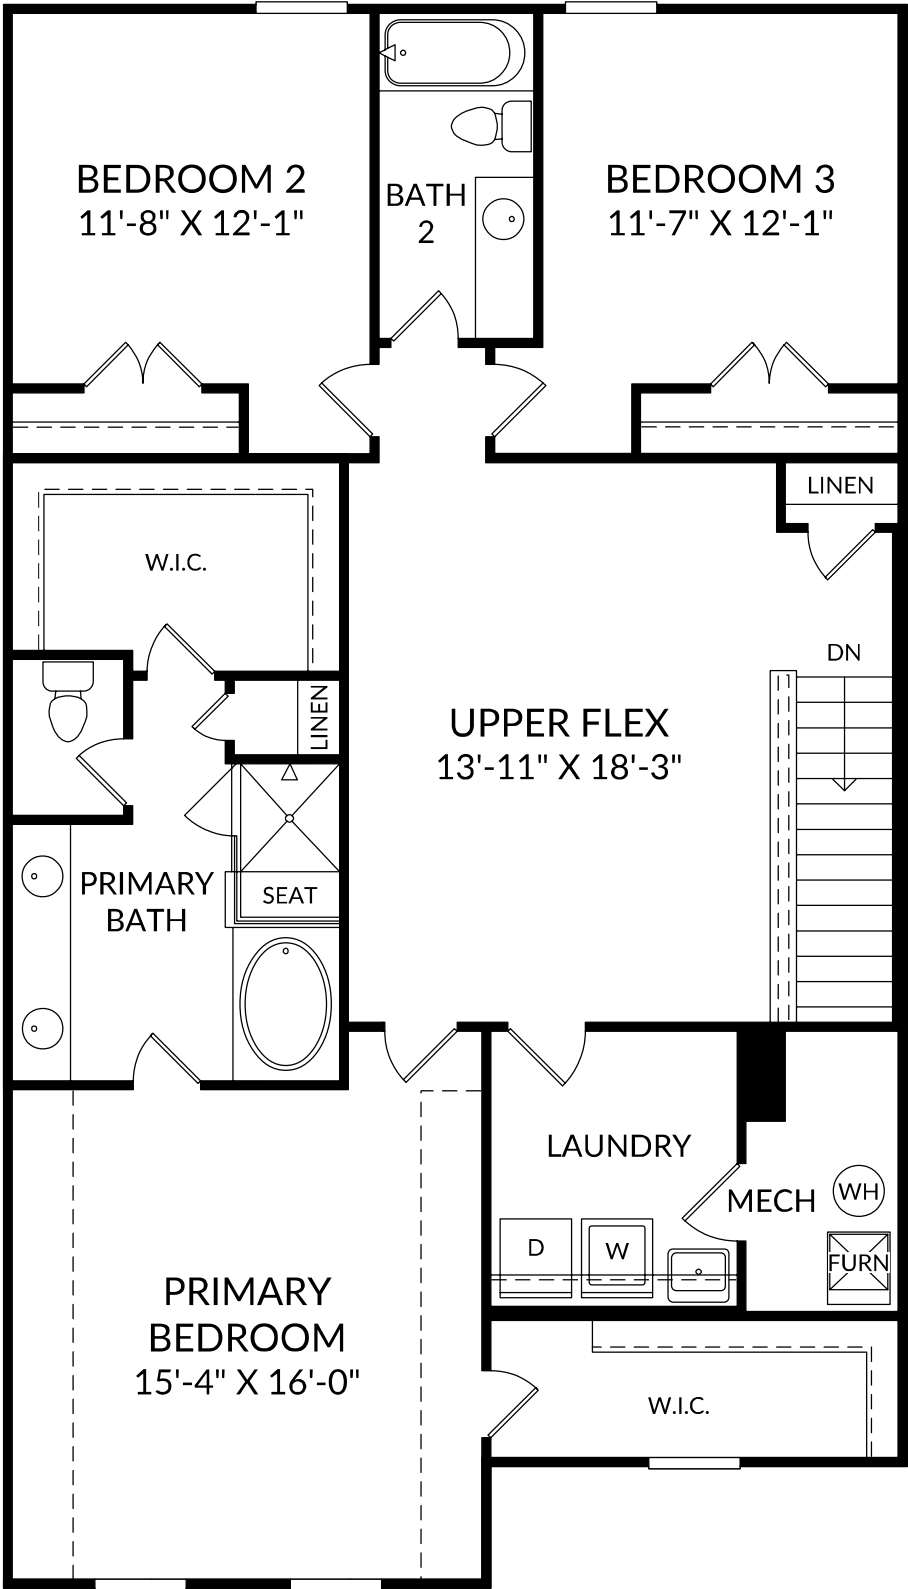 BEDROOM 2
11'-8" X 12'-1"
BATH
2
BEDROOM 3
11'-7" X 12'-1"
LINEN
W.I.C.
DN
LINEN
UPPER FLEX
13'-11" X 18'-3"
PRIMARY
BATH
SEAT
LAUNDRY
MECH
WH
D
W
FURN
PRIMARY
BEDROOM
15'-4" X 16'-0"
W.I.C.